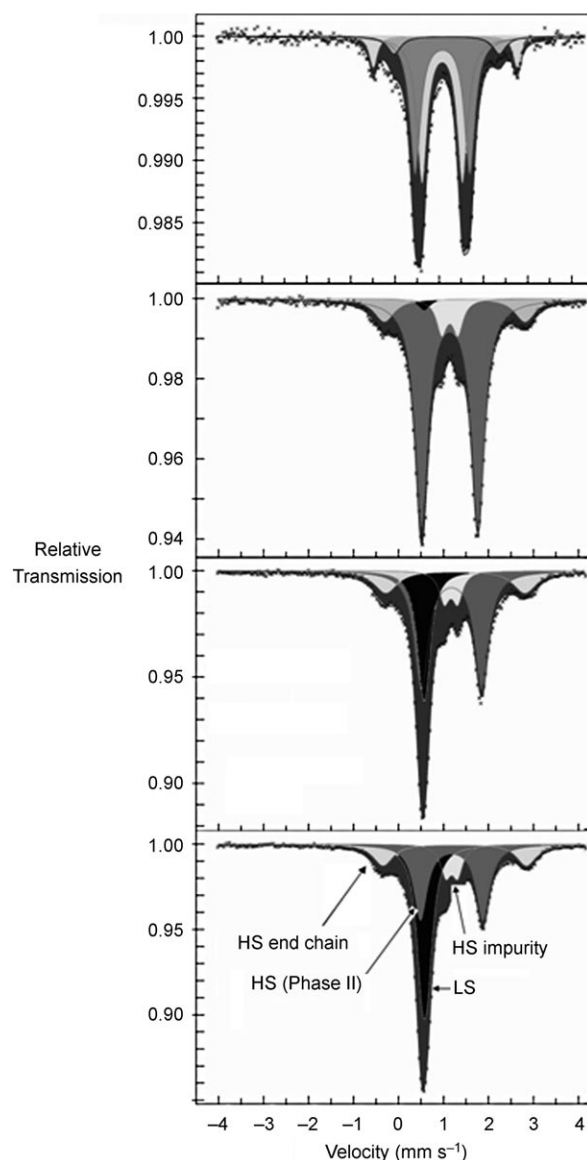 1.00
0.995
0.990
0.985
1.00
0.98
0.96
0.94
Relative
Transmission
1.00
0.95
0.90
1.00
0.95
0.90
HS end chain
HS (Phase II)
HS impurity
LS
–4 –3 –2 –1 0 1 2 3 4
Velocity (mm s⁻¹)